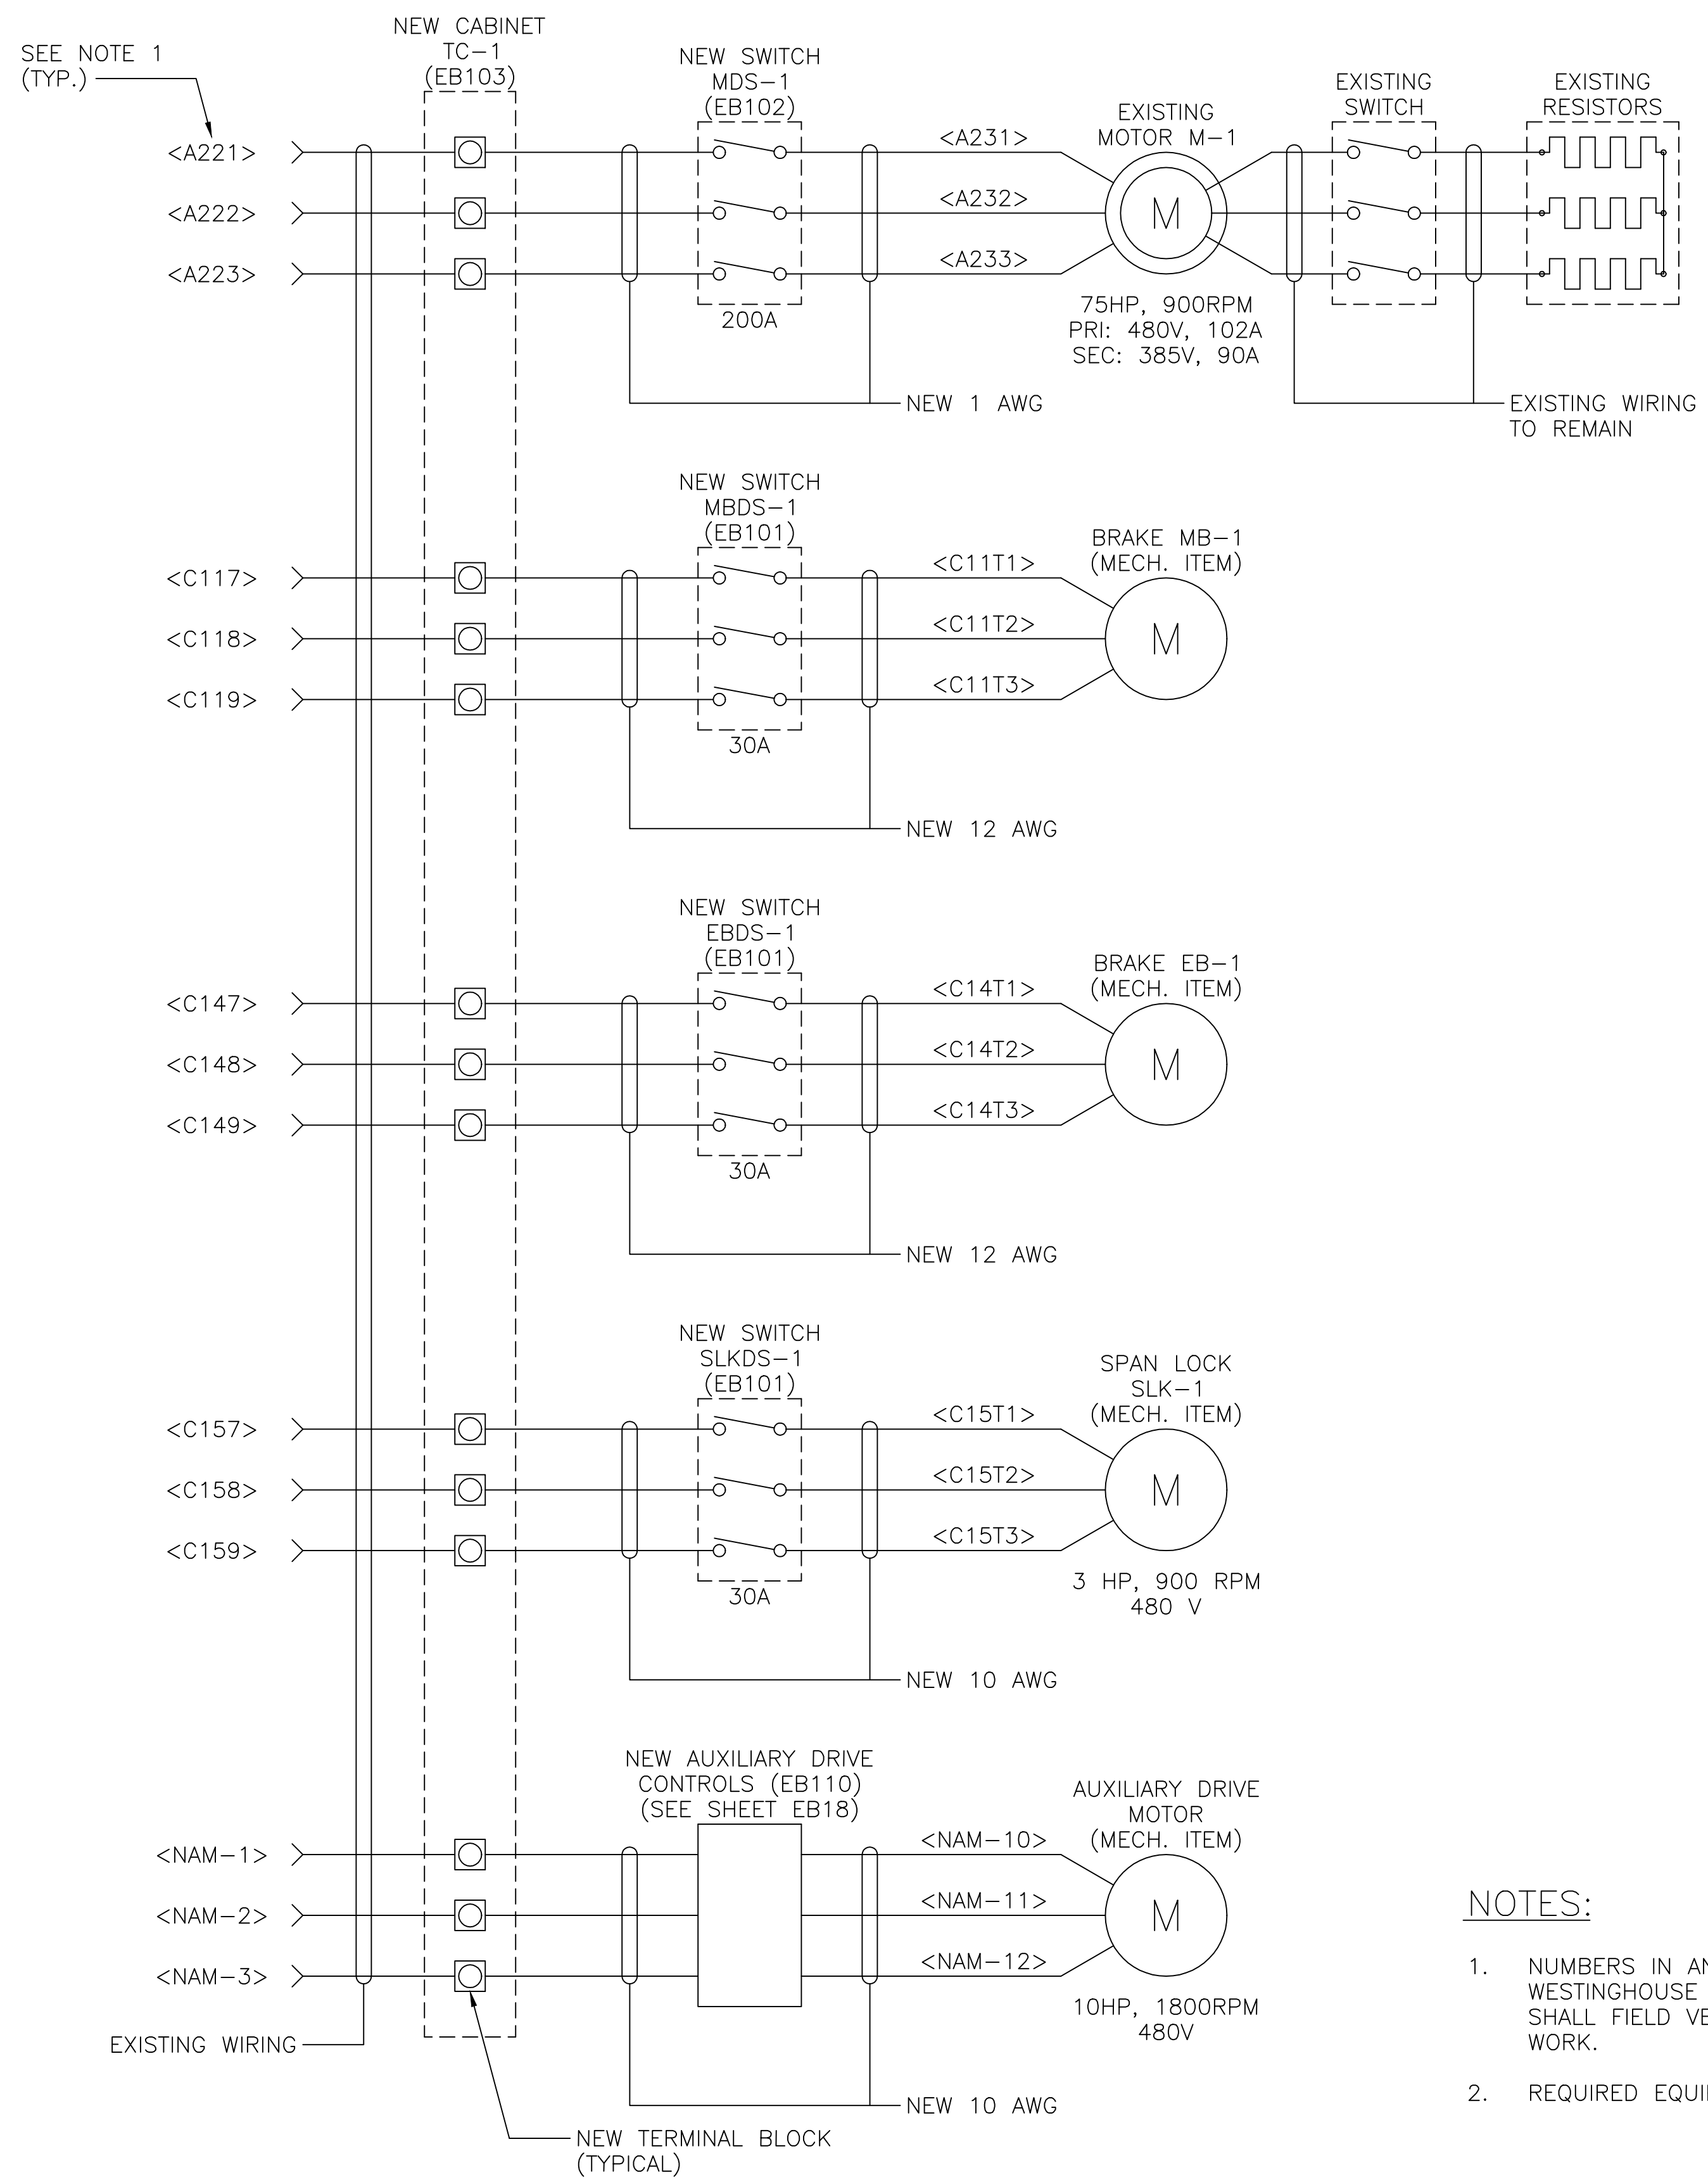 SEE NOTE 1
(TYP.)
NEW CABINET
TC-1
(EB103)
NEW SWITCH
MDS-1
(EB102)
EXISTING
MOTOR M-1
EXISTING
SWITCH
EXISTING
RESISTORS
<A221>
<A222>
<A223>
<A231>
<A232>
<A233>
M
200A
75HP, 900RPM
PRI: 480V, 102A
SEC: 385V, 90A
NEW 1 AWG
EXISTING WIRING
TO REMAIN
NEW SWITCH
MBDS-1
(EB101)
BRAKE MB-1
(MECH. ITEM)
<C117>
<C118>
<C119>
<C11T1>
<C11T2>
<C11T3>
M
30A
NEW 12 AWG
NEW SWITCH
EBDS-1
(EB101)
BRAKE EB-1
(MECH. ITEM)
<C147>
<C148>
<C149>
<C14T1>
<C14T2>
<C14T3>
M
30A
NEW 12 AWG
NEW SWITCH
SLKDS-1
(EB101)
SPAN LOCK
SLK-1
(MECH. ITEM)
<C157>
<C158>
<C159>
<C15T1>
<C15T2>
<C15T3>
M
30A
3 HP, 900 RPM
480 V
NEW 10 AWG
NEW AUXILIARY DRIVE
CONTROLS (EB110)
(SEE SHEET EB18)
AUXILIARY DRIVE
MOTOR
(MECH. ITEM)
<NAM-1>
<NAM-2>
<NAM-3>
<NAM-10>
<NAM-11>
<NAM-12>
M
10HP, 1800RPM
480V
EXISTING WIRING
NEW 10 AWG
NEW TERMINAL BLOCK
(TYPICAL)
NOTES:
1. NUMBERS IN
WESTINGHOUSE
SHALL FIELD
WORK.
2. REQUIRED